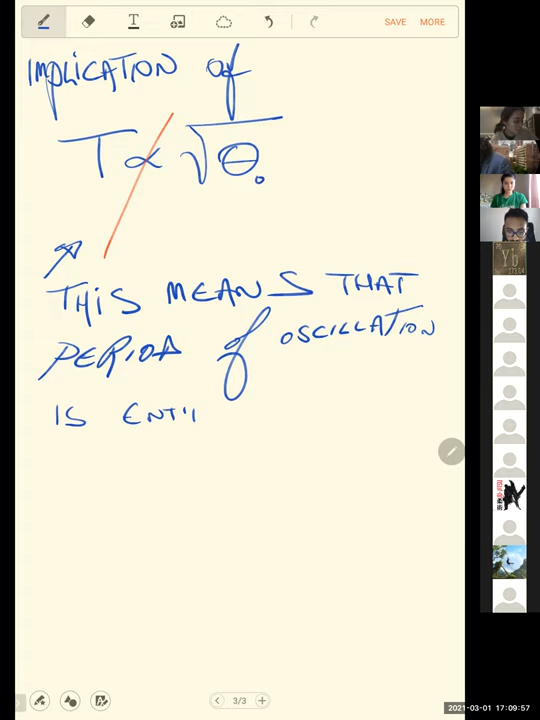 SAVE MORE
IMPLICATION of
T ∝ √θ₀
THIS MEANS THAT
PERIOD of OSCILLATION
IS ENTI
3/3
Yb
2021-03-01 17:09:57